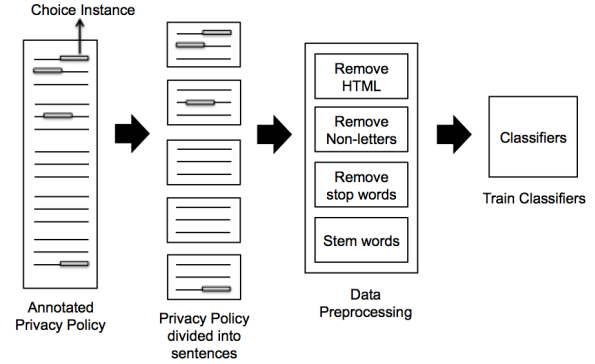 Choice Instance
Annotated
Privacy Policy
Privacy Policy
divided into
sentences
Remove
HTML
Remove
Non-letters
Remove
stop words
Stem words
Data
Preprocessing
Classifiers
Train Classifiers